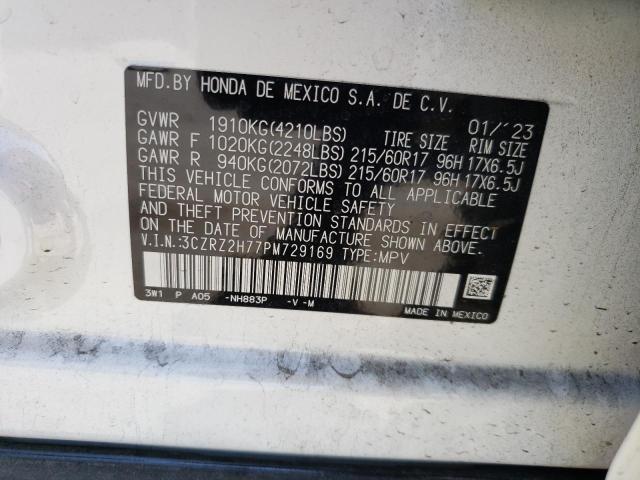 MFD.BY HONDA DE MEXICO S.A. DE C.V.
01/'23
GVWR 1910KG(4210LBS) TIRE SIZE RIM SIZE
GAWR F 1020KG(2248LBS) 215/60R17 96H 17X6.5J
GAWR R 940KG(2072LBS) 215/60R17 96H 17X6.5J
THIS VEHICLE CONFORMS TO ALL APPLICABLE
FEDERAL MOTOR VEHICLE SAFETY
AND THEFT PREVENTION STANDARDS IN EFFECT
ON THE DATE OF MANUFACTURE SHOWN ABOVE.
V.I.N.:3CZRZ2H77PM729169 TYPE:MPV
3W1 P A05 -NH883P -V-M
MADE IN MEXICO